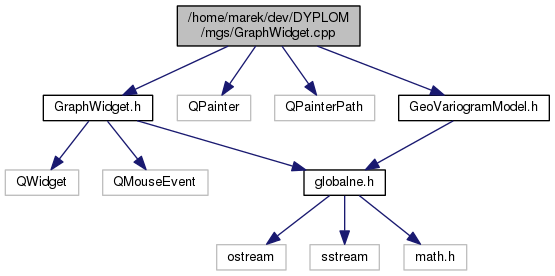 /home/marek/dev/DYPLOM
/mgs/GraphWidget.cpp
GraphWidget.h
QPainter
QPainterPath
GeoVariogramModel.h
QWidget
QMouseEvent
globalne.h
ostream
sstream
math.h